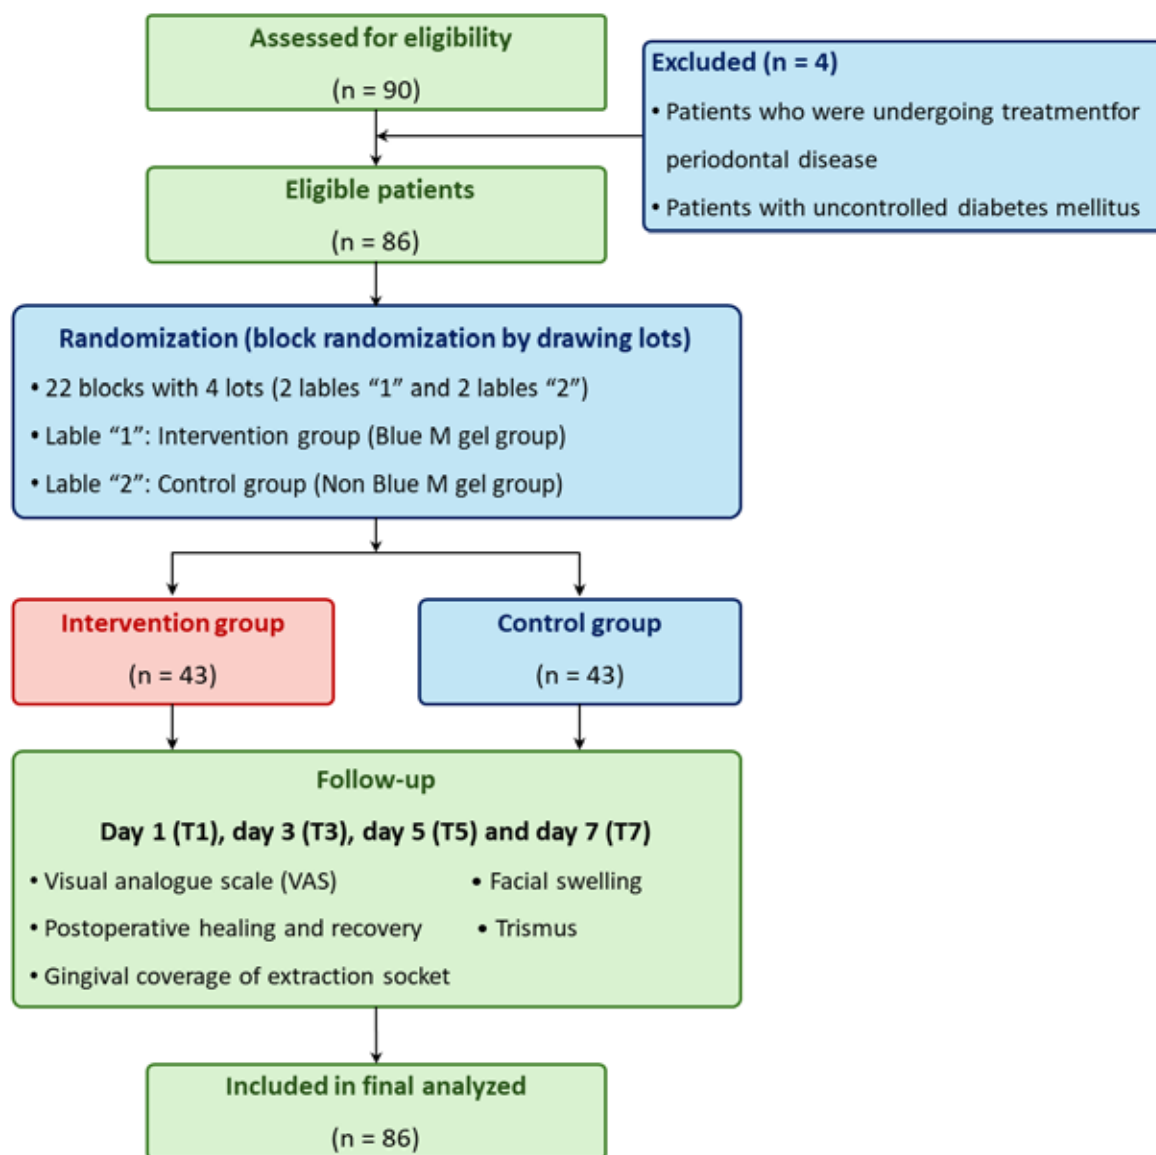 Assessed for eligibility
(n = 90)
Excluded (n = 4)
• Patients who were undergoing treatmentfor
periodontal disease
• Patients with uncontrolled diabetes mellitus
Eligible patients
(n = 86)
Randomization (block randomization by drawing lots)
• 22 blocks with 4 lots (2 lables “1” and 2 lables “2”)
• Lable “1”: Intervention group (Blue M gel group)
• Lable “2”: Control group (Non Blue M gel group)
Intervention group
(n = 43)
Control group
(n = 43)
Follow-up
Day 1 (T1), day 3 (T3), day 5 (T5) and day 7 (T7)
• Visual analogue scale (VAS)
• Facial swelling
• Postoperative healing and recovery
• Trismus
• Gingival coverage of extraction socket
Included in final analyzed
(n = 86)